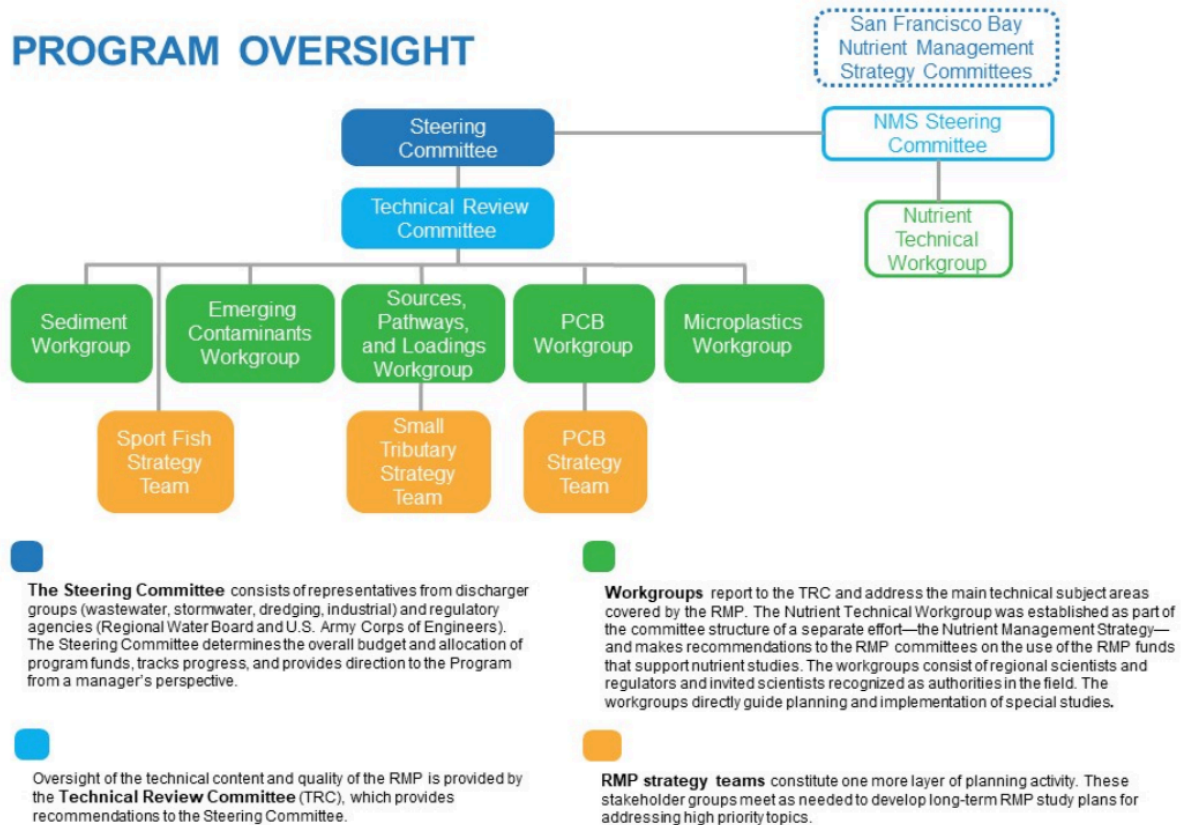 PROGRAM OVERSIGHT
San Francisco Bay
Nutrient Management
Strategy Committees
Steering
Committee
NMS Steering
Committee
Technical Review
Committee
Nutrient
Technical
Workgroup
Sediment
Workgroup
Emerging
Contaminants
Workgroup
Sources,
Pathways,
and Loadings
Workgroup
PCB
Workgroup
Microplastics
Workgroup
Sport Fish
Strategy
Team
Small
Tributary
Strategy
Team
PCB
Strategy
Team
The Steering Committee consists of representatives from discharger
groups (wastewater, stormwater, dredging, industrial) and regulatory
agencies (Regional Water Board and U.S. Army Corps of Engineers).
The Steering Committee determines the overall budget and allocation of
program funds, tracks progress, and provides direction to the Program
from a manager's perspective.
Workgroups report to the TRC and address the main technical subject areas
covered by the RMP. The Nutrient Technical Workgroup was established as part of
the committee structure of a separate effort—the Nutrient Management Strategy—
and makes recommendations to the RMP committees on the use of the RMP funds
that support nutrient studies. The workgroups consist of regional scientists and
regulators and invited scientists recognized as authorities in the field. The
workgroups directly guide planning and implementation of special studies.
Oversight of the technical content and quality of the RMP is provided by
the Technical Review Committee (TRC), which provides
recommendations to the Steering Committee.
RMP strategy teams constitute one more layer of planning activity. These
stakeholder groups meet as needed to develop long-term RMP study plans for
addressing high priority topics.